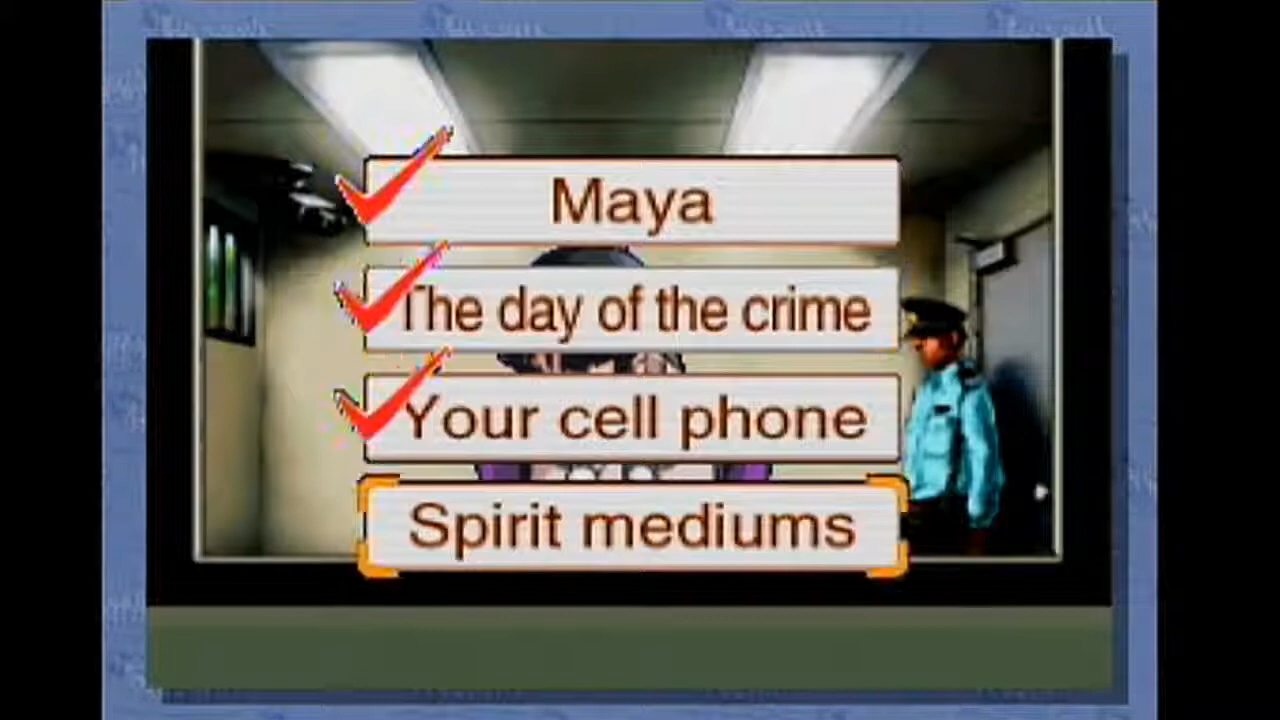 Maya
The day of the crime
Your cell phone
Spirit mediums